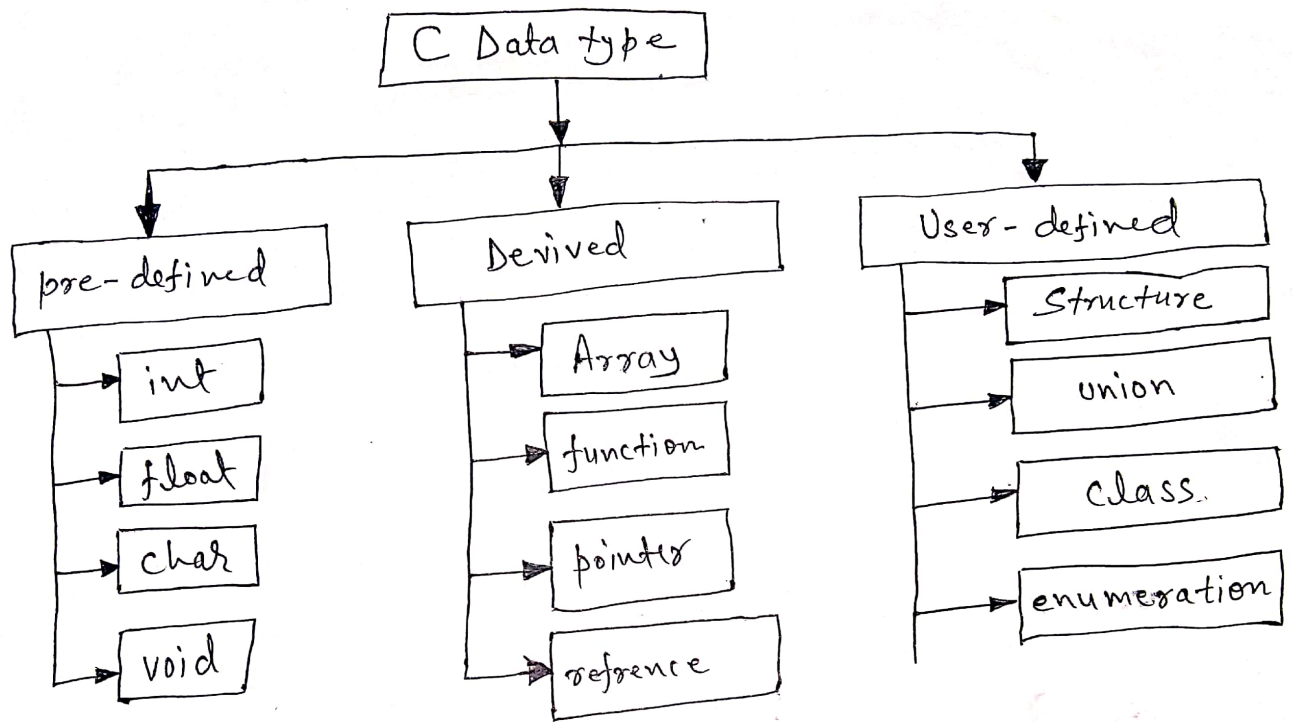 C Data type
pre-defined
int
float
char
void
Derived
Array
function
pointer
refrence
User-defined
Structure
union
class
enumeration